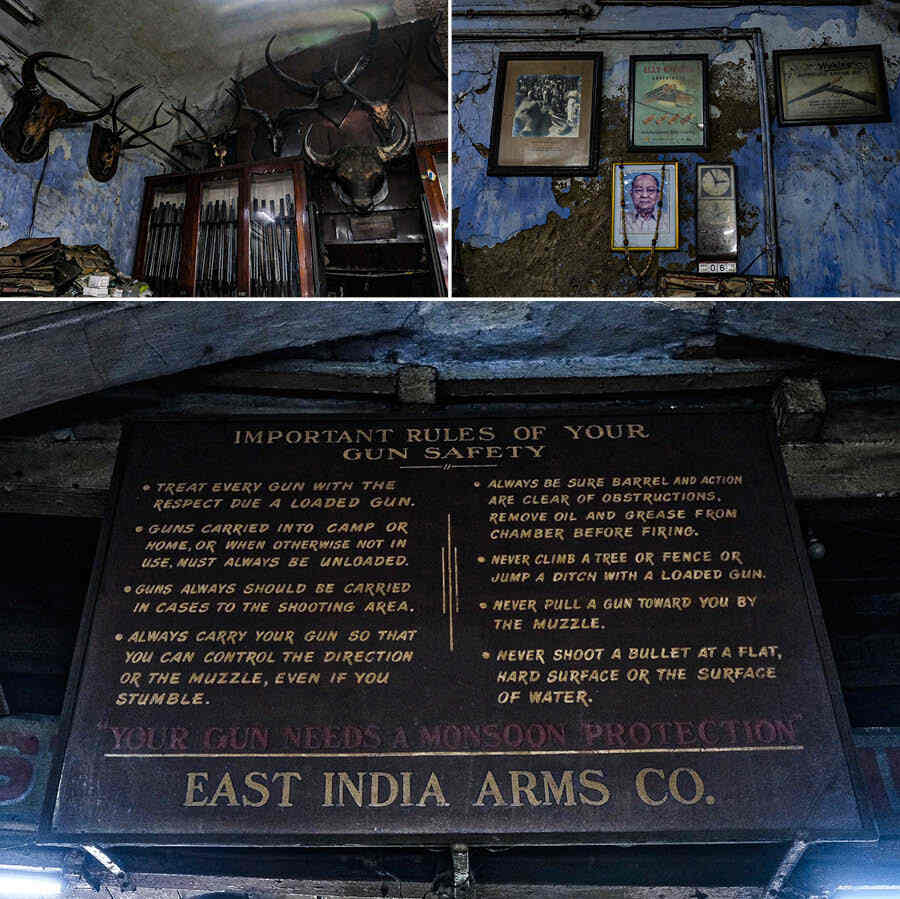 ELLY
06
IMPORTANT RULES OF YOUR
GUN SAFETY
• TREAT EVERY GUN WITH THE
RESPECT DUE A LOADED GUN.
• GUNS CARRIED INTO CAMP OR
HOME, OR WHEN OTHERWISE NOT IN
USE, MUST ALWAYS BE UNLOADED.
• GUNS ALWAYS SHOULD BE CARRIED
IN CASES TO THE SHOOTING AREA.
• ALWAYS CARRY YOUR GUN SO THAT
YOU CAN CONTROL THE DIRECTION
OR THE MUZZLE, EVEN IF YOU
STUMBLE.
• ALWAYS BE SURE BARREL AND ACTION
ARE CLEAR OF OBSTRUCTIONS.
REMOVE OIL AND GREASE FROM
CHAMBER BEFORE FIRING.
• NEVER CLIMB A TREE OR FENCE OR
JUMP A DITCH WITH A LOADED GUN.
• NEVER PULL A GUN TOWARD YOU BY
THE MUZZLE.
• NEVER SHOOT A BULLET AT A FLAT,
HARD SURFACE OR THE SURFACE
OF WATER.
"YOUR GUN NEEDS A MONSOON PROTECTION"
EAST INDIA ARMS CO.